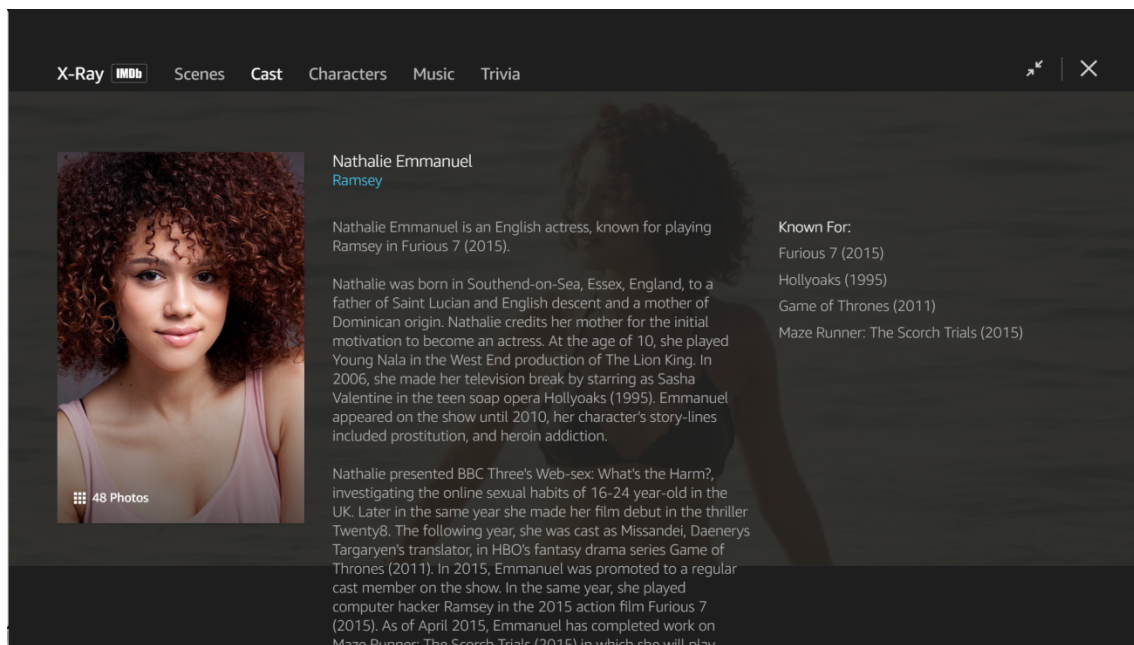 X-Ray IMDb Scenes Cast Characters Music Trivia
Nathalie Emmanuel
Ramsey
Nathalie Emmanuel is an English actress, known for playing
Ramsey in Furious 7 (2015).
Nathalie was born in Southend-on-Sea, Essex, England, to a
father of Saint Lucian and English descent and a mother of
Dominican origin. Nathalie credits her mother for the initial
motivation to become an actress. At the age of 10, she played
Young Nala in the West End production of The Lion King. In
2006, she made her television break by starring as Sasha
Valentine in the teen soap opera Hollyoaks (1995). Emmanuel
appeared on the show until 2010, her character's story-lines
included prostitution, and heroin addiction.
Nathalie presented BBC Three's Web-sex: What's the Harm?,
investigating the online sexual habits of 16-24 year-old in the
UK. Later in the same year she made her film debut in the thriller
Twenty8. The following year, she was cast as Missandei, Daenerys
Targaryen's translator, in HBO's fantasy drama series Game of
Thrones (2011). In 2015, Emmanuel was promoted to a regular
cast member on the show. In the same year, she played
computer hacker Ramsey in the 2015 action film Furious 7
(2015). As of April 2015, Emmanuel has completed work on
Maze Runner: The Scorch Trials (2015) in which she will play
Known For:
Furious 7 (2015)
Hollyoaks (1995)
Game of Thrones (2011)
Maze Runner: The Scorch Trials (2015)
48 Photos